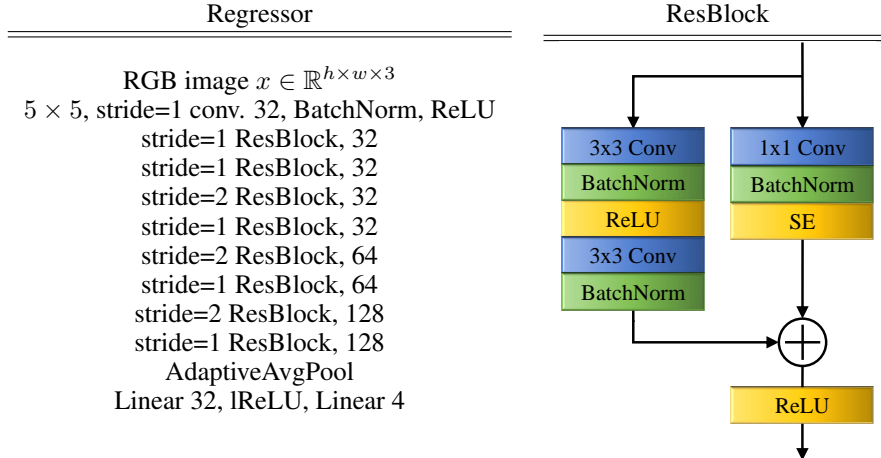 Regressor
RGB image x ∈ ℝ^{h×w×3}
5 × 5, stride=1 conv. 32, BatchNorm, ReLU
stride=1 ResBlock, 32
stride=1 ResBlock, 32
stride=2 ResBlock, 32
stride=1 ResBlock, 32
stride=2 ResBlock, 64
stride=1 ResBlock, 64
stride=2 ResBlock, 128
stride=1 ResBlock, 128
AdaptiveAvgPool
Linear 32, lReLU, Linear 4
ResBlock
3x3 Conv
BatchNorm
ReLU
3x3 Conv
BatchNorm
1x1 Conv
BatchNorm
SE
ReLU